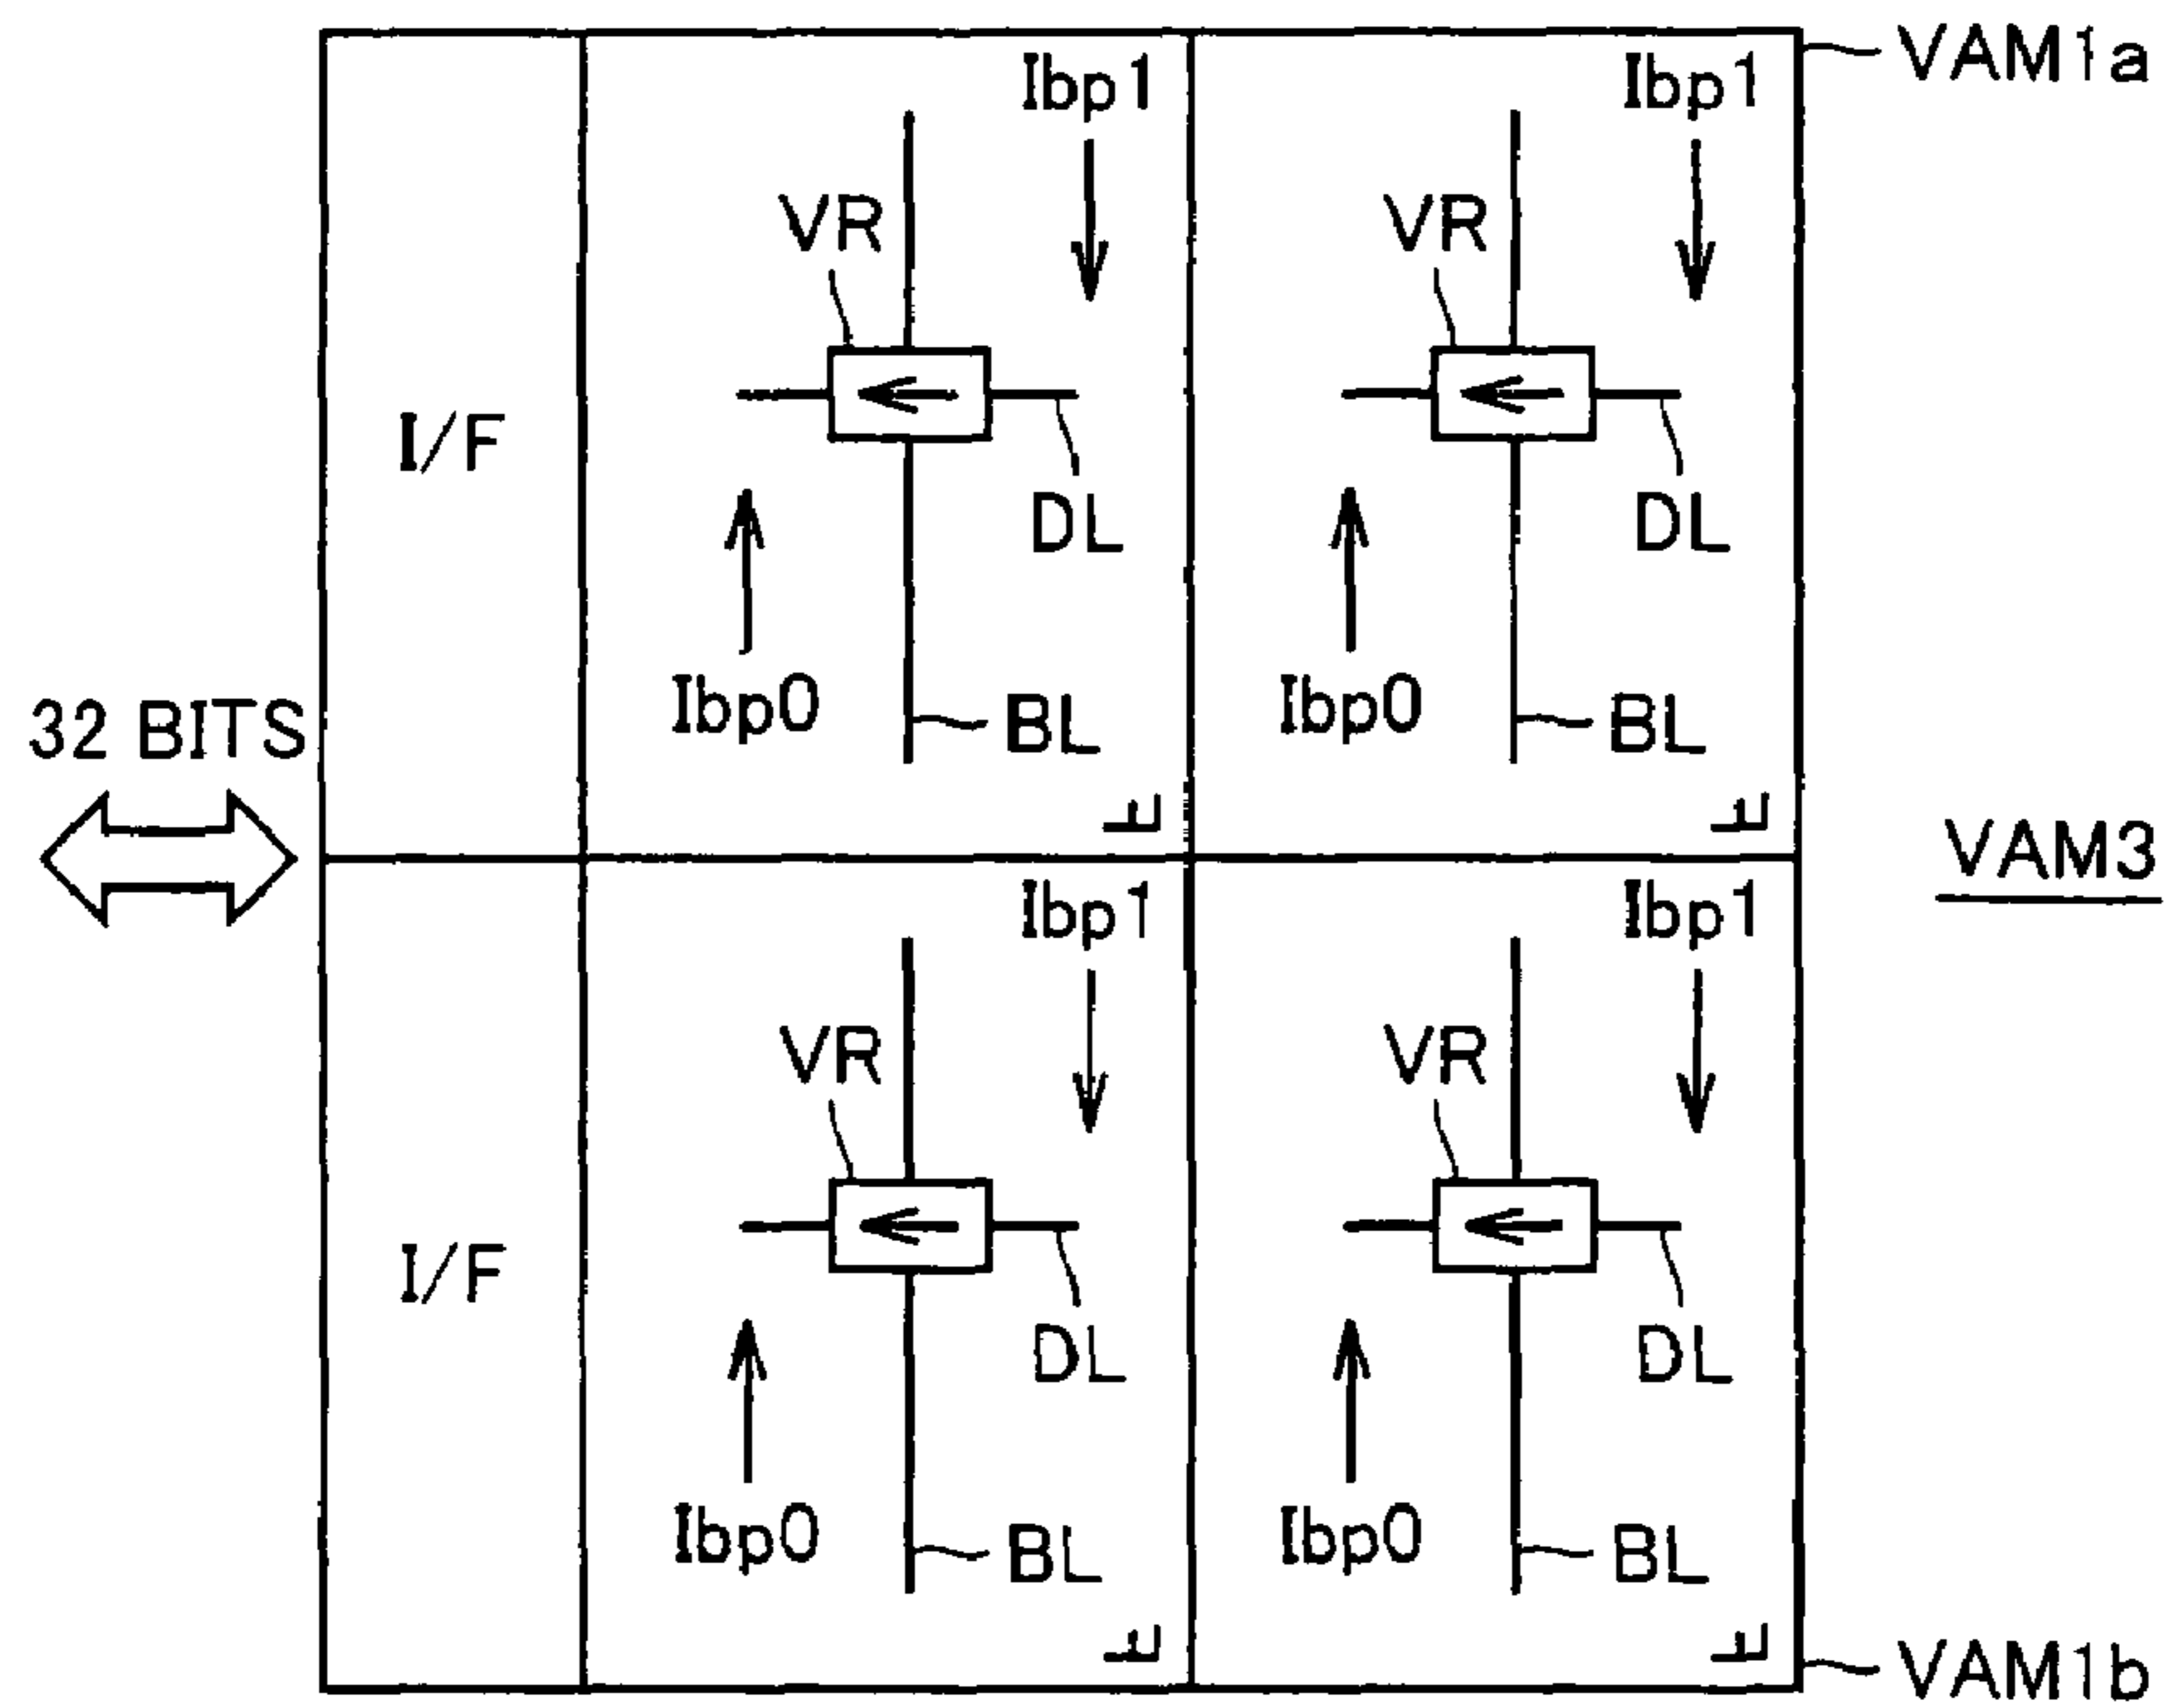 VAM1a
Ibp1
Ibp1
VR
VR
I/F
DL
DL
Ibp0
BL
Ibp0
BL
32 BITS
F
F
VAM3
Ibp1
Ibp1
VR
VR
I/F
DL
DL
Ibp0
BL
Ibp0
BL
F
F
VAM1b